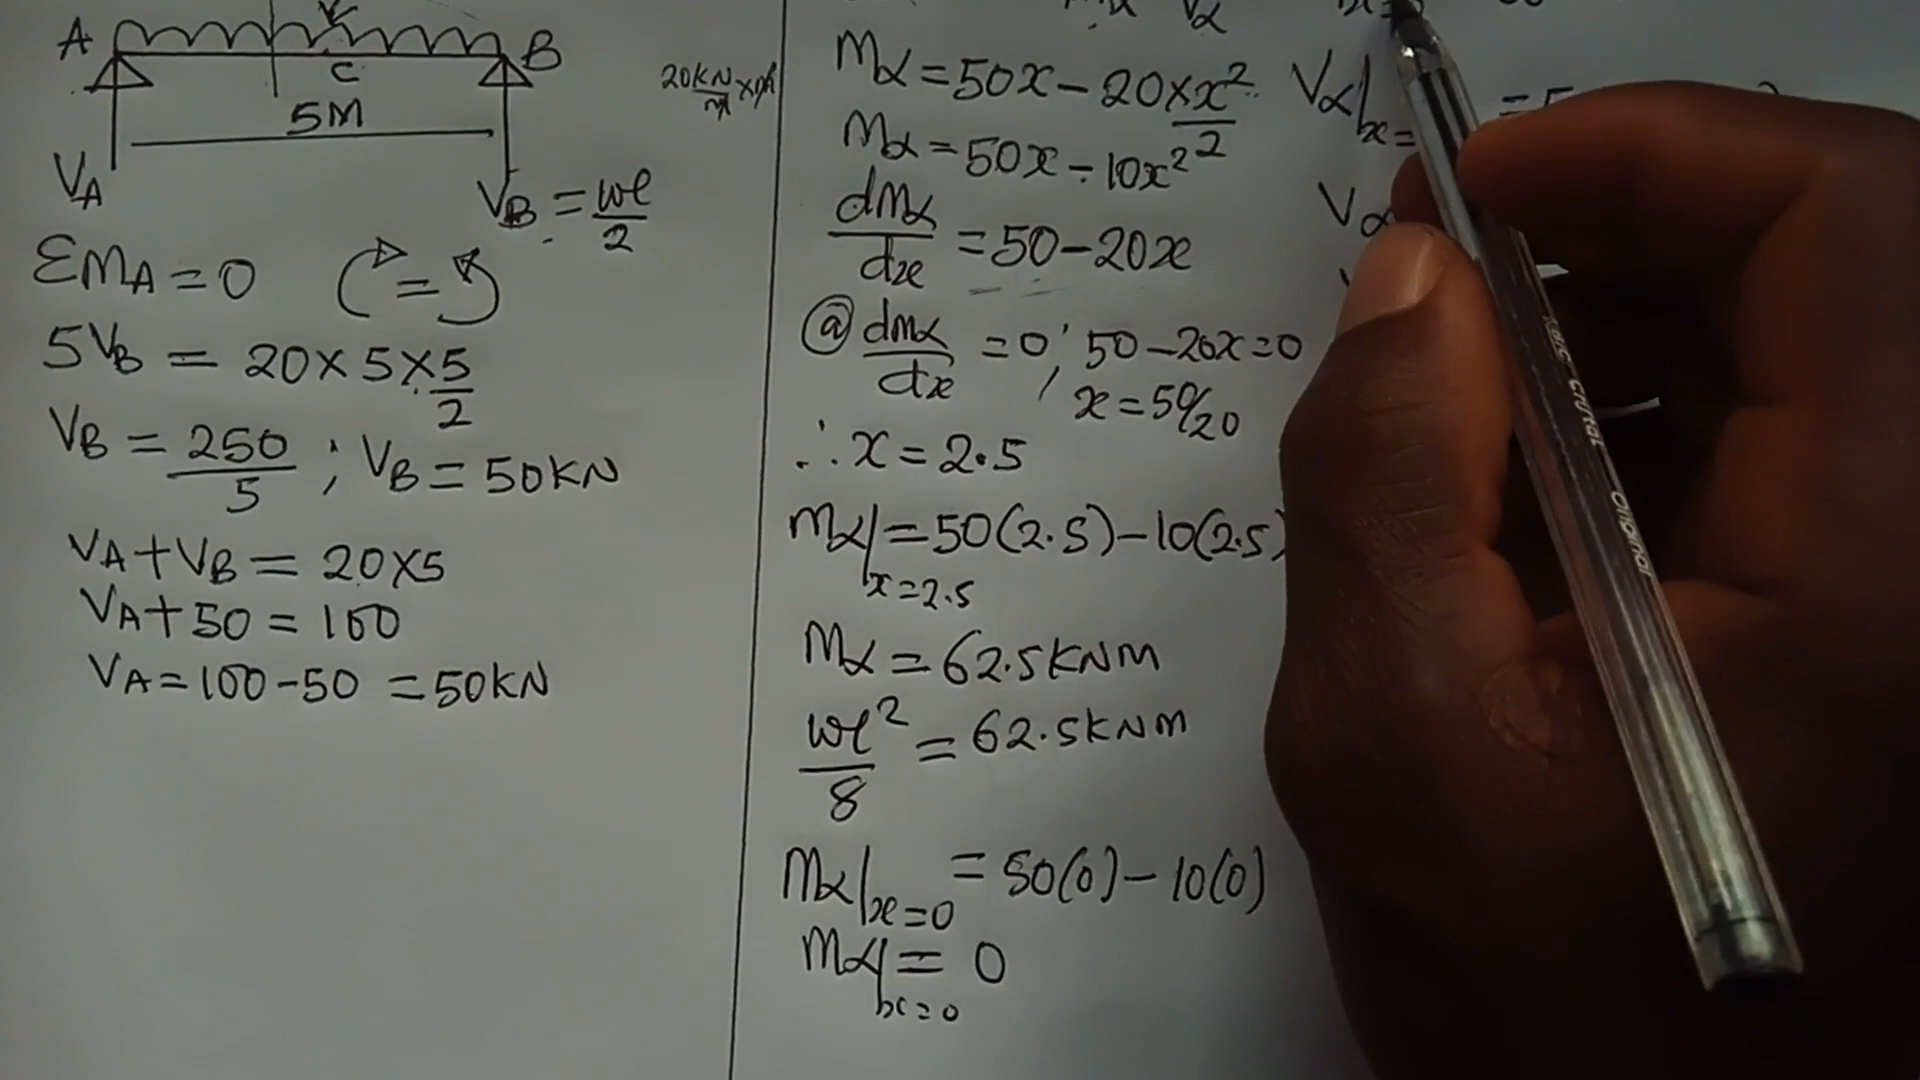 A B
C
5M
VA
VB = wl/2
ΣMA = 0 ( = )
5VB = 20 × 5 × 5/2
VB = 250/5 ; VB = 50KN
VA + VB = 20×5
VA + 50 = 100
VA = 100 - 50 = 50KN
20KN/m × m
Mx = 50x - 20 × x²/2
Mx = 50x - 10x²
dMx/dx = 50 - 20x
@ dMx/dx = 0, 50 - 20x = 0
x = 50/20
∴ x = 2.5
Mx|x=2.5 = 50(2.5) - 10(2.5)
Mx = 62.5KNM
wl²/8 = 62.5KNM
Mx|x=0 = 50(0) - 10(0)
Mx|x=0 = 0
Vx
Vx|x=
Vx